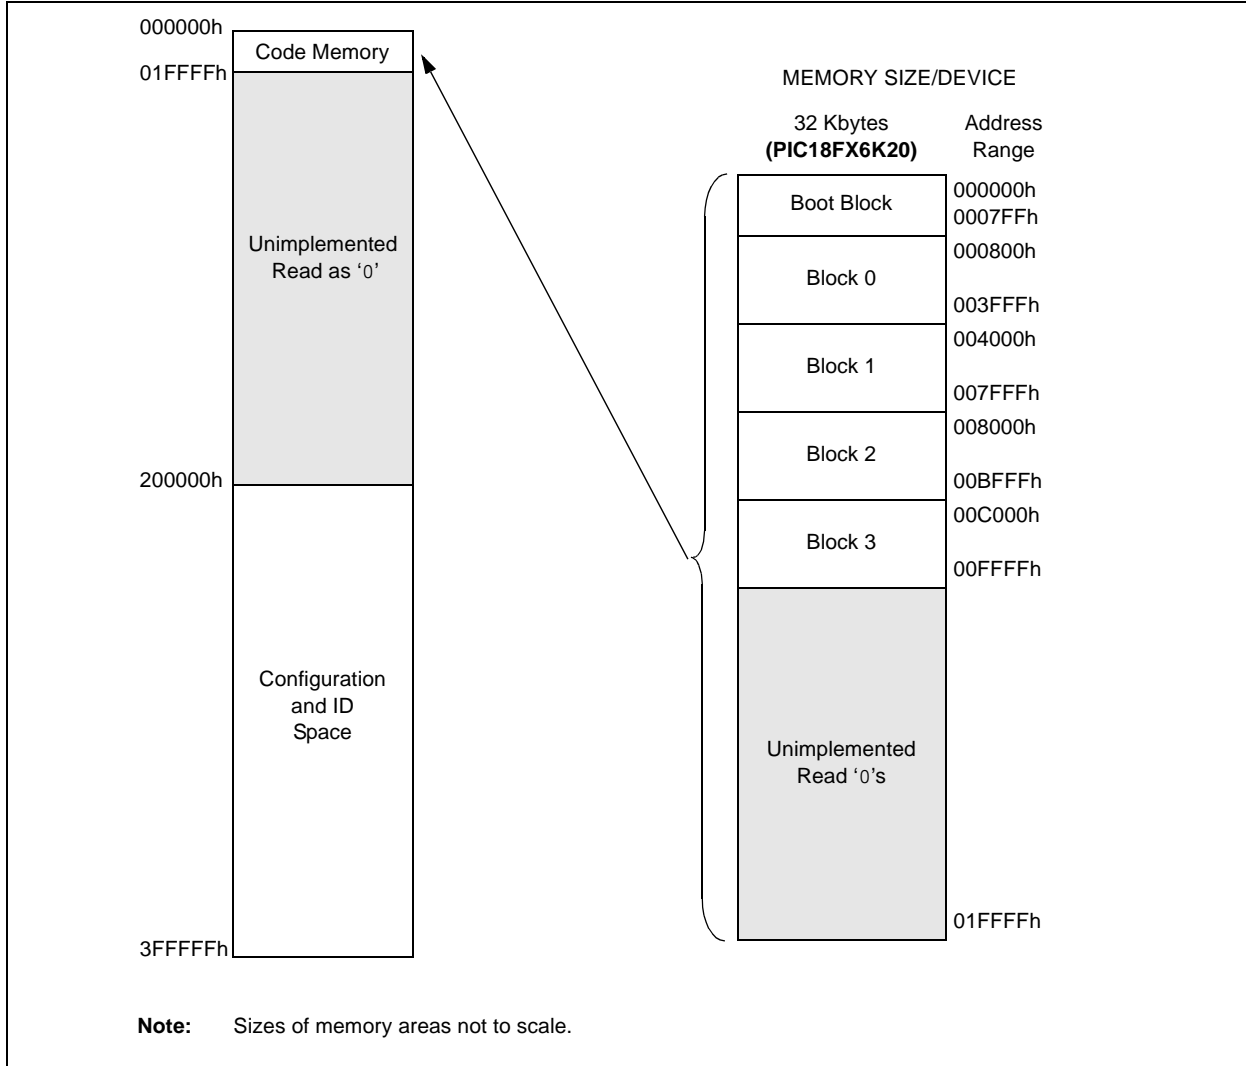 000000h
Code Memory
01FFFFh
Unimplemented
Read as ‘0’
200000h
Configuration
and ID
Space
3FFFFFh
MEMORY SIZE/DEVICE
32 Kbytes
(PIC18FX6K20)
Address
Range
Boot Block
000000h
0007FFh
Block 0
000800h
003FFFh
Block 1
004000h
007FFFh
Block 2
008000h
00BFFFh
Block 3
00C000h
00FFFFh
Unimplemented
Read ‘0’s
01FFFFh
Note: Sizes of memory areas not to scale.